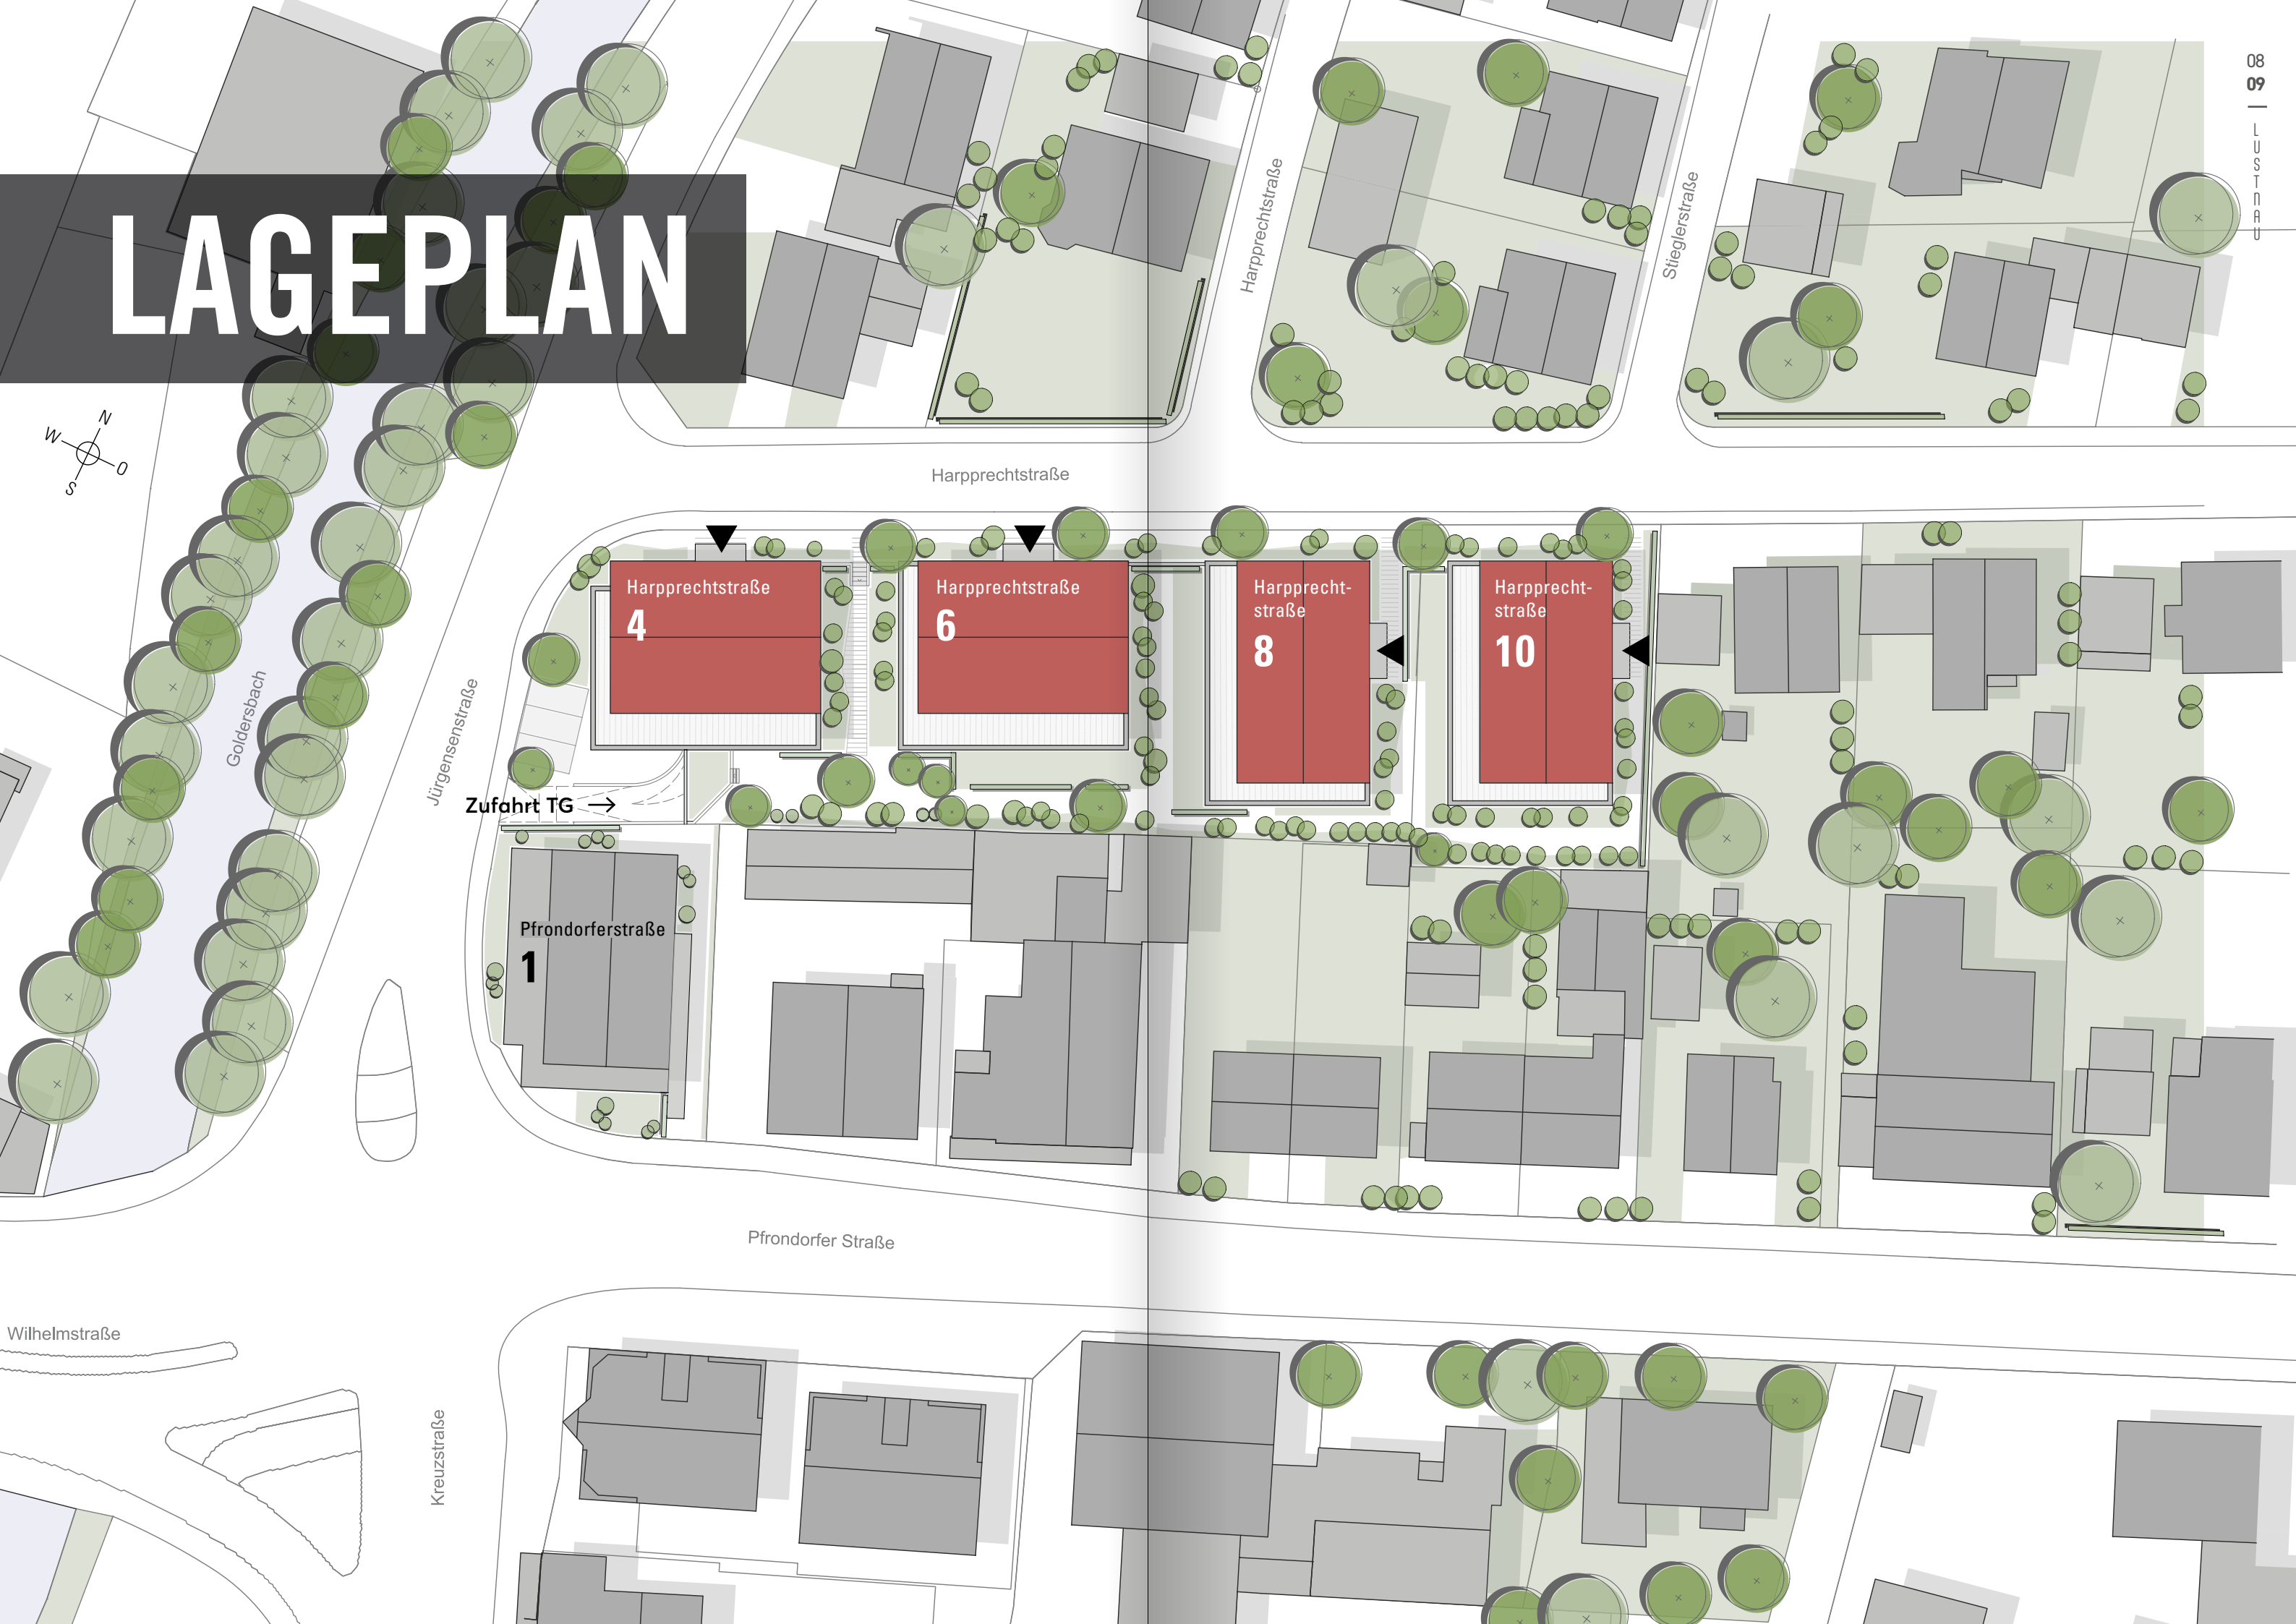 LAGEPLAN
08
09
LUSTNAU
N
W
O
S
Harpprechtstraße
Stieglerstraße
Harpprechtstraße
Goldersbach
Jürgensenstraße
Harpprechtstraße
4
Harpprechtstraße
6
Harpprecht-
straße
8
Harpprecht-
straße
10
Zufahrt TG →
Pfrondorferstraße
1
Pfrondorfer Straße
Wilhelmstraße
Kreuzstraße